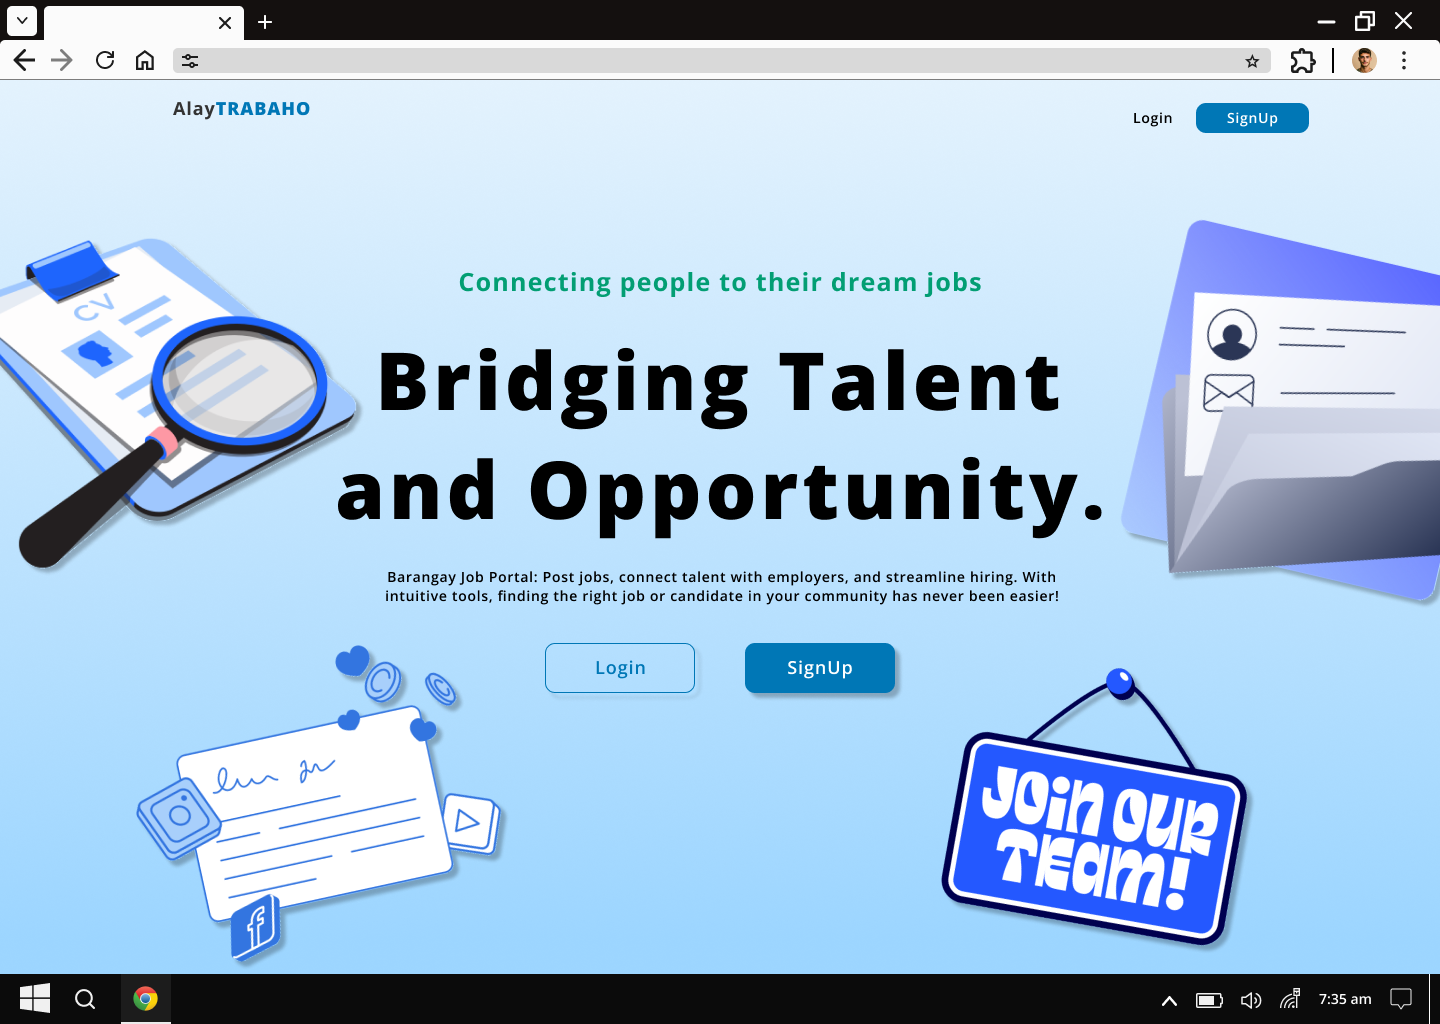 AlayTRABAHO
Login
SignUp
Connecting people to their dream jobs
CV
Bridging Talent
and Opportunity.
Barangay Job Portal: Post jobs, connect talent with employers, and streamline hiring. With
intuitive tools, finding the right job or candidate in your community has never been easier!
Login
SignUp
JOIN OUR
TEAM!
7:35 am